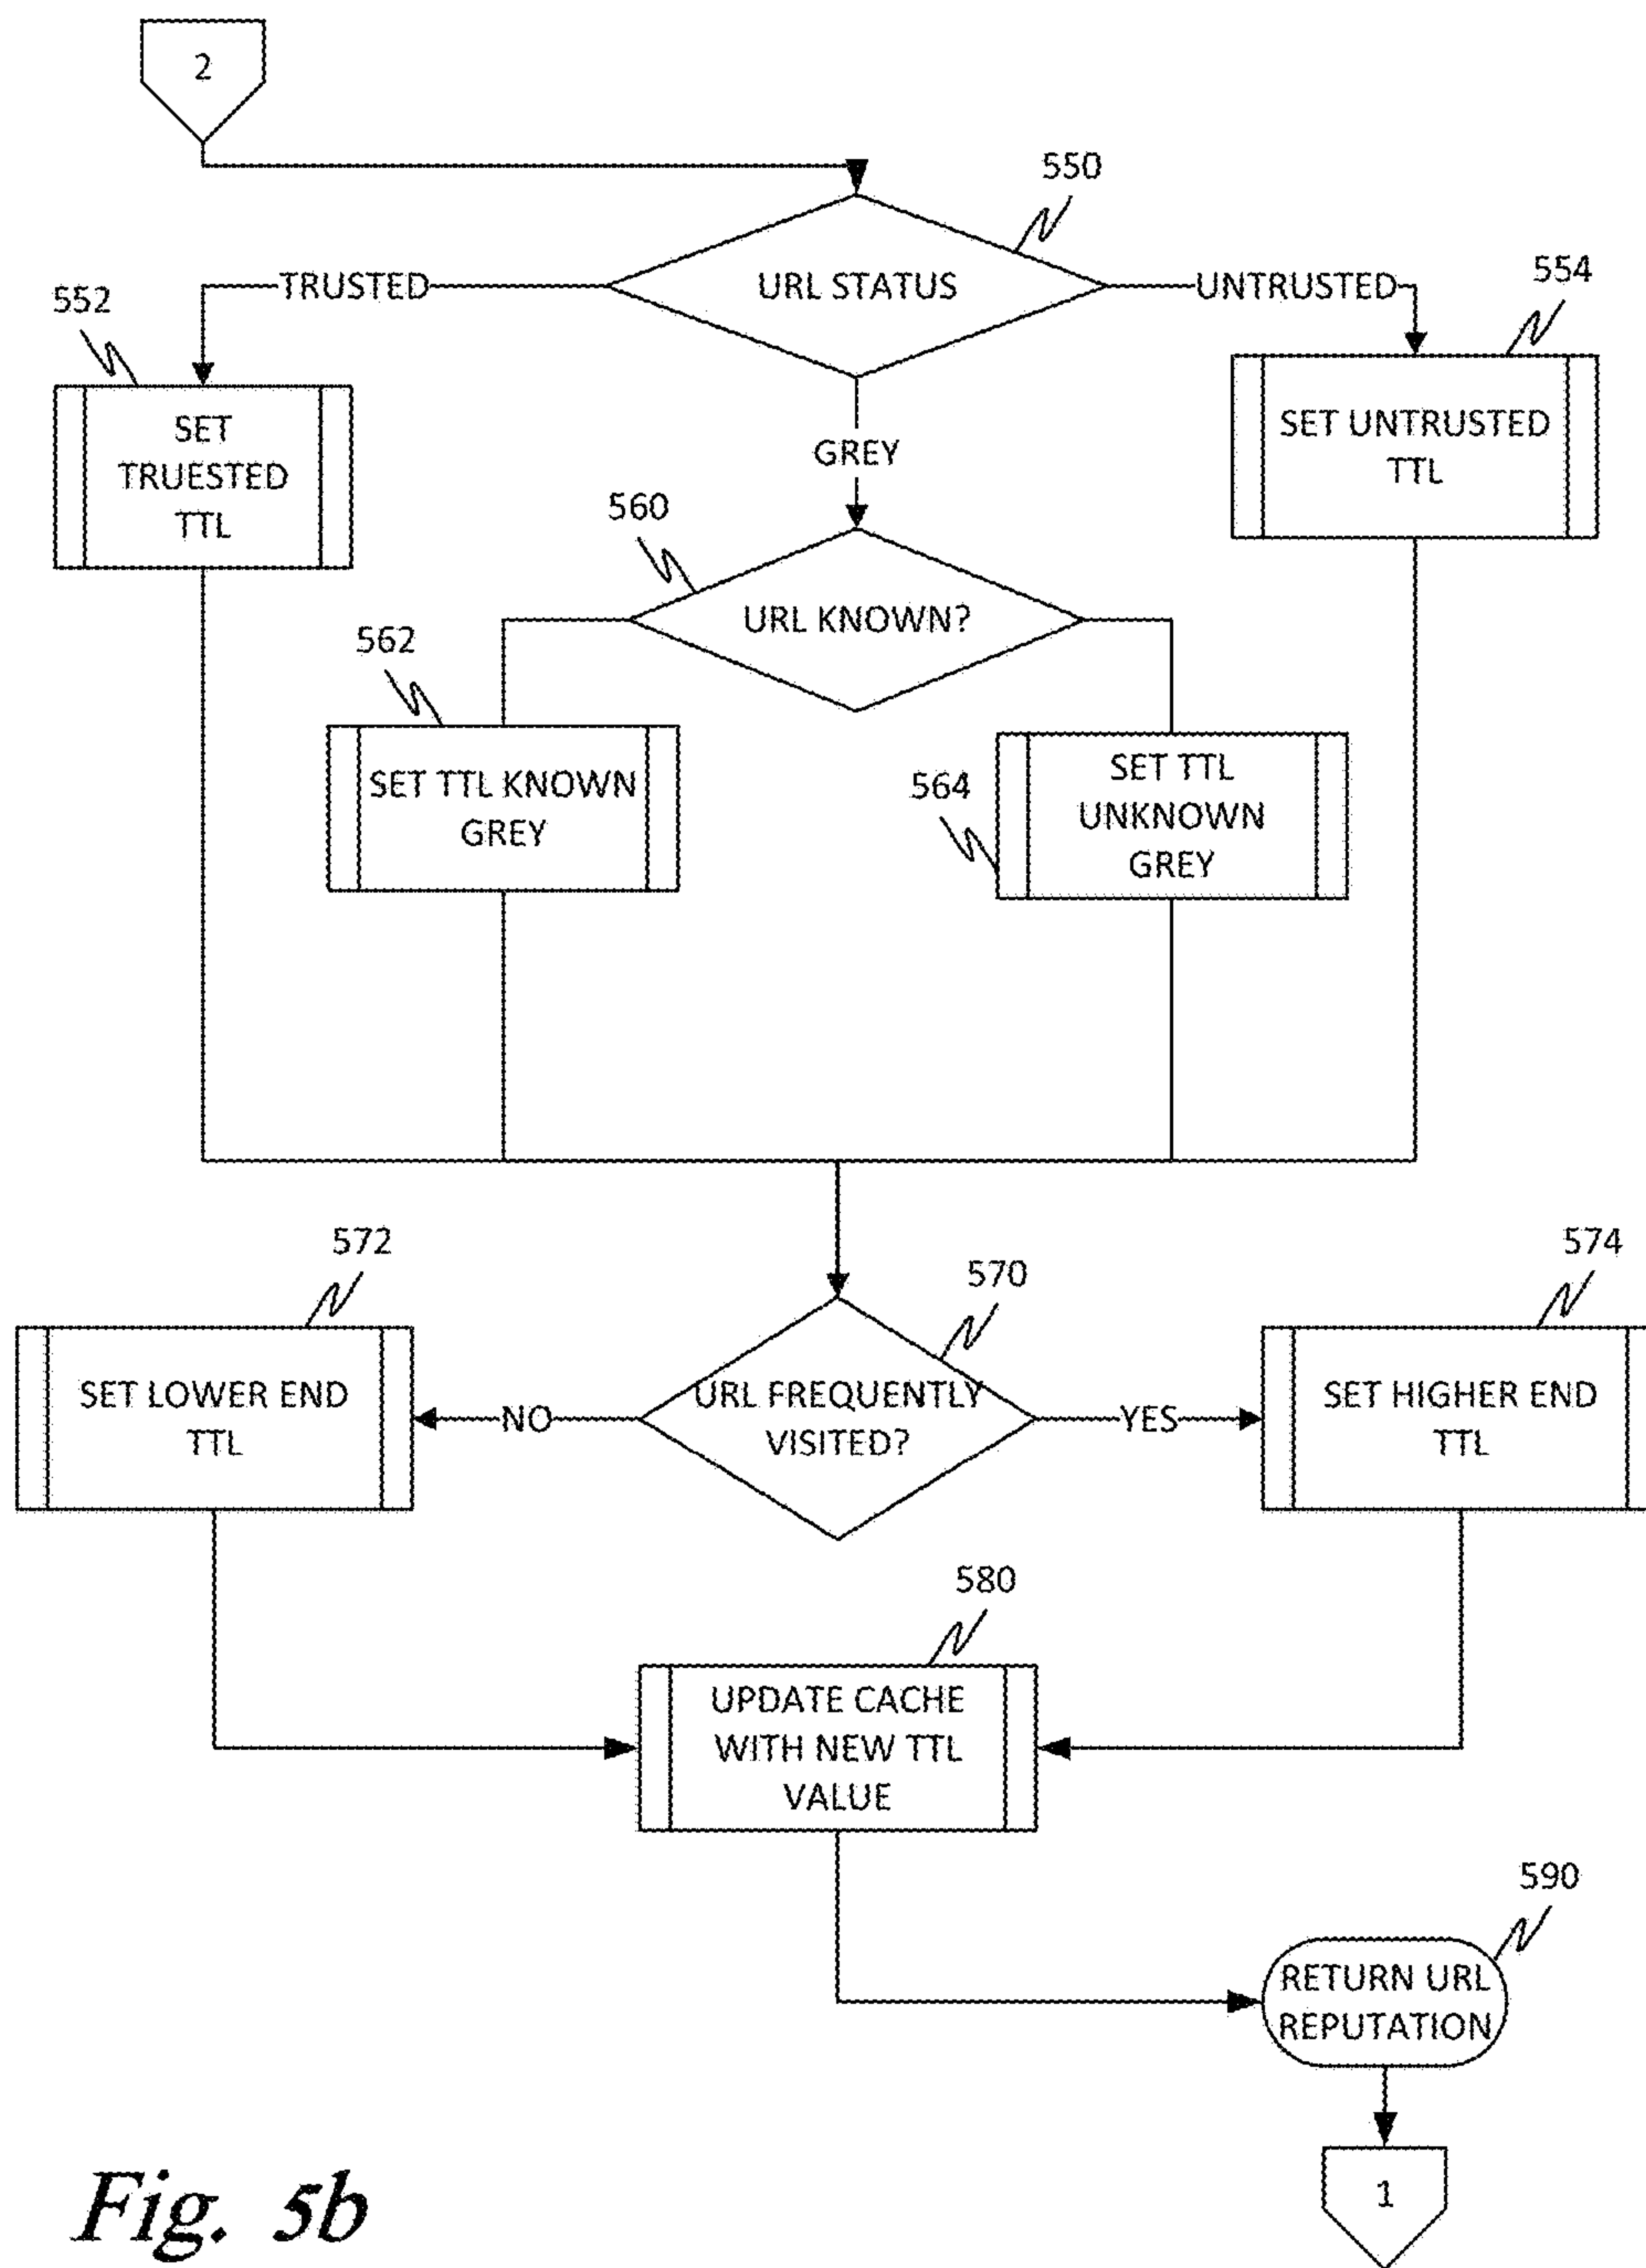 2
550
TRUSTED
URL STATUS
UNTRUSTED
552
554
SET
TRUESTED
TTL
SET UNTRUSTED
TTL
GREY
560
URL KNOWN?
562
SET TTL KNOWN
GREY
564
SET TTL
UNKNOWN
GREY
572
570
574
SET LOWER END
TTL
NO
URL FREQUENTLY
VISITED?
YES
SET HIGHER END
TTL
580
UPDATE CACHE
WITH NEW TTL
VALUE
590
RETURN URL
REPUTATION
1
Fig. 5b